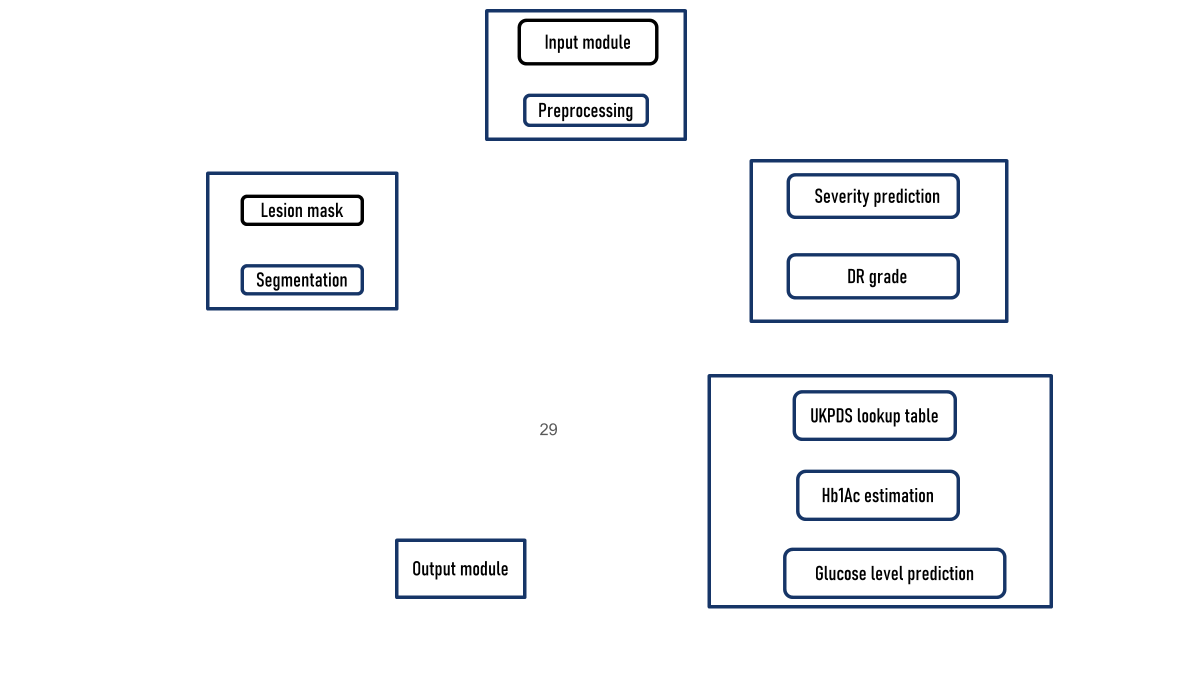 Input module
Preprocessing
Lesion mask
Segmentation
Severity prediction
DR grade
UKPDS lookup table
Hb1Ac estimation
Glucose level prediction
29
Output module